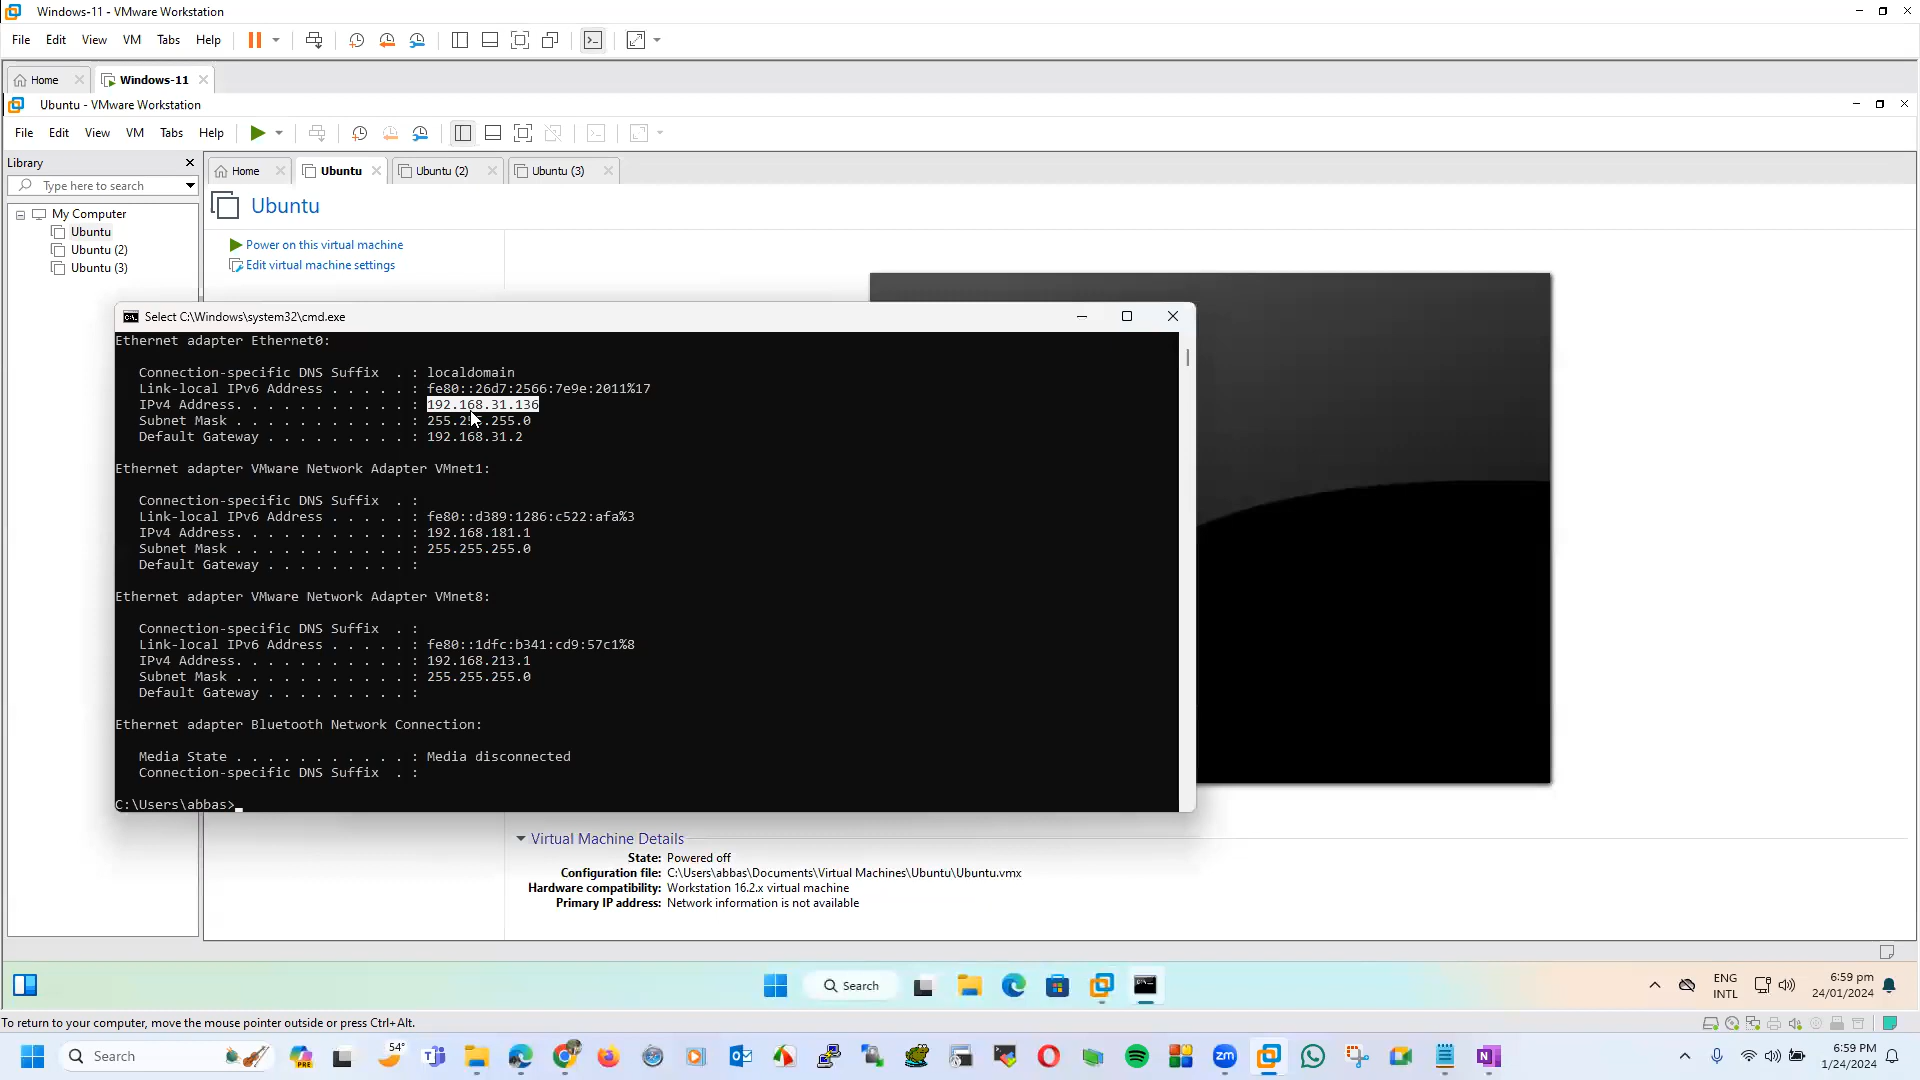 Windows-11 - VMware Workstation
File Edit View VM Tabs Help
Home Windows-11
Ubuntu - VMware Workstation
File Edit View VM Tabs Help
Library
Type here to search
Home Ubuntu Ubuntu (2) Ubuntu (3)
My Computer
Ubuntu
Ubuntu (2)
Ubuntu (3)
Ubuntu
Power on this virtual machine
Edit virtual machine settings
Select C:\Windows\system32\cmd.exe
Ethernet adapter Ethernet0:
Connection-specific DNS Suffix . : localdomain
Link-local IPv6 Address . . . . . : fe80::26d7:2566:7e9e:2011%17
IPv4 Address. . . . . . . . . . . : 192.168.31.136
Subnet Mask . . . . . . . . . . . : 255.255.255.0
Default Gateway . . . . . . . . . : 192.168.31.2
Ethernet adapter VMware Network Adapter VMnet1:
Connection-specific DNS Suffix . :
Link-local IPv6 Address . . . . . : fe80::d389:1286:c522:afa%3
IPv4 Address. . . . . . . . . . . : 192.168.181.1
Subnet Mask . . . . . . . . . . . : 255.255.255.0
Default Gateway . . . . . . . . . :
Ethernet adapter VMware Network Adapter VMnet8:
Connection-specific DNS Suffix . :
Link-local IPv6 Address . . . . . : fe80::1dfc:b341:cd9:57c1%8
IPv4 Address. . . . . . . . . . . : 192.168.213.1
Subnet Mask . . . . . . . . . . . : 255.255.255.0
Default Gateway . . . . . . . . . :
Ethernet adapter Bluetooth Network Connection:
Media State . . . . . . . . . . . : Media disconnected
Connection-specific DNS Suffix . :
C:\Users\abbas>
Virtual Machine Details
State: Powered off
Configuration file: C:\Users\abbas\Documents\Virtual Machines\Ubuntu\Ubuntu.vmx
Hardware compatibility: Workstation 16.2.x virtual machine
Primary IP address: Network information is not available
Search
ENG
INTL
6:59 pm
24/01/2024
To return to your computer, move the mouse pointer outside or press Ctrl+Alt.
Search
54°
6:59 PM
1/24/2024